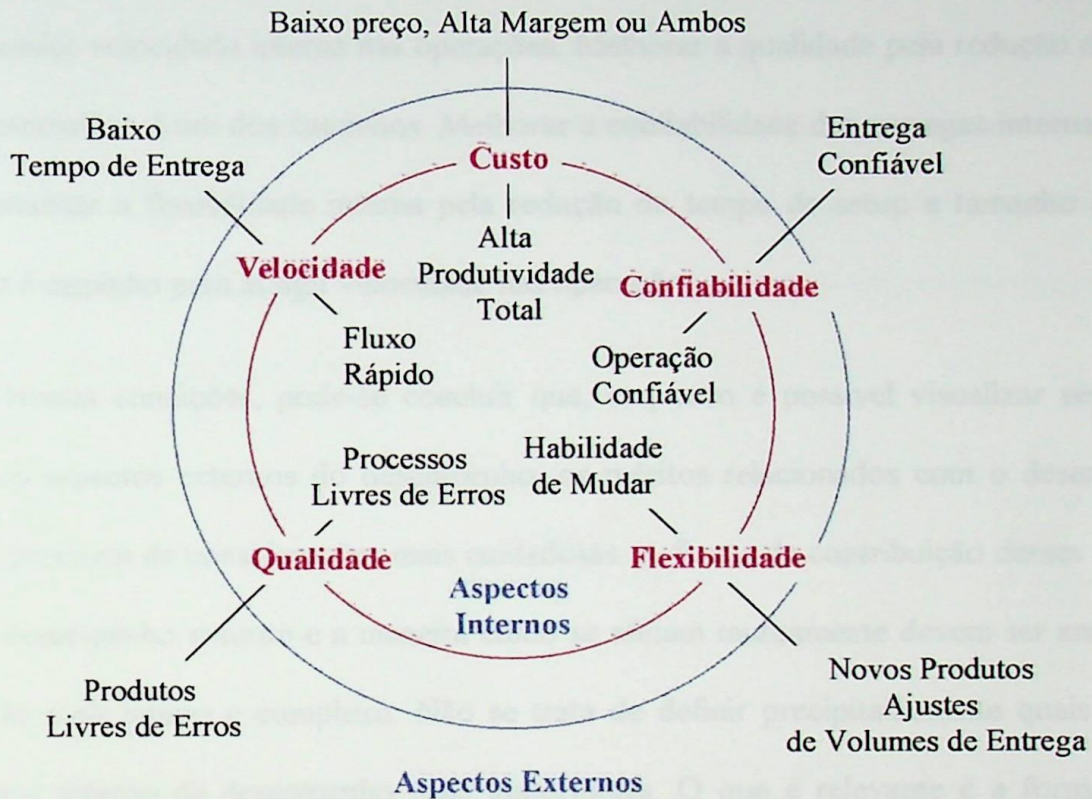 Baixo preço, Alta Margem ou Ambos
Baixo
Tempo de Entrega
Entrega
Confiável
Custo
Alta
Produtividade
Total
Velocidade
Confiabilidade
Fluxo
Rápido
Operação
Confiável
Processos
Livres de Erros
Habilidade
de Mudar
Qualidade
Flexibilidade
Aspectos
Internos
Produtos
Livres de Erros
Novos Produtos
Ajustes
de Volumes de Entrega
Aspectos Externos